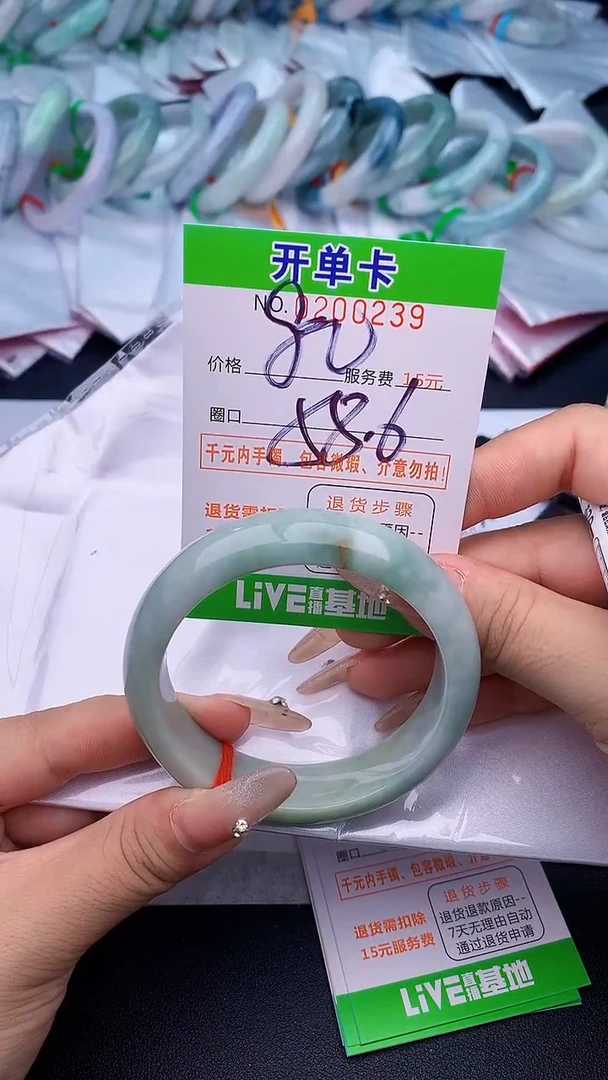 开单卡
NO. 0200239
价格 80 服务费 15元
圈口 58.6
千元内手镯、包容微瑕、介意勿拍!
退货步骤
LiVE直播基地
圈口
千元内手镯、包容微瑕、介意
退货需扣除
15元服务费
退货步骤
退货退款原因--
7天无理由自动
通过退货申请
LiVE直播基地